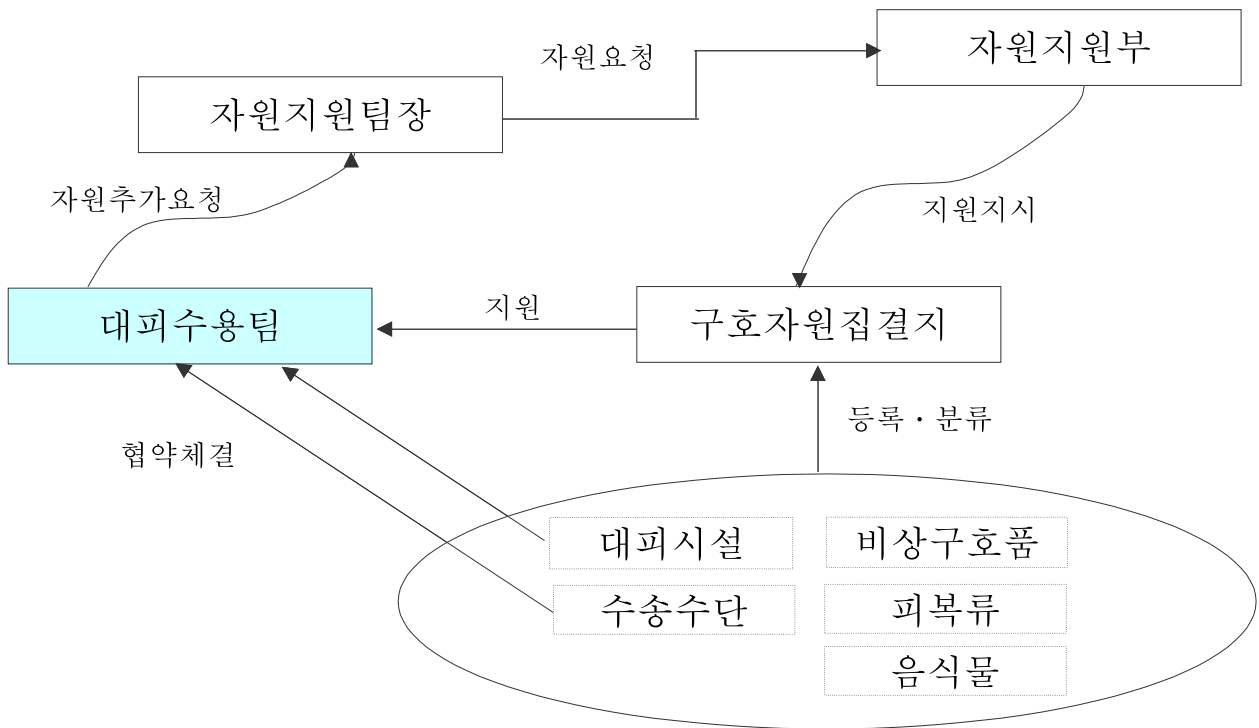 자원요청
자원지원부
자원지원팀장
자원추가요청
지원지시
대피수용팀
지원
구호자원집결지
등록・분류
협약체결
대피시설
비상구호품
수송수단
피복류
음식물